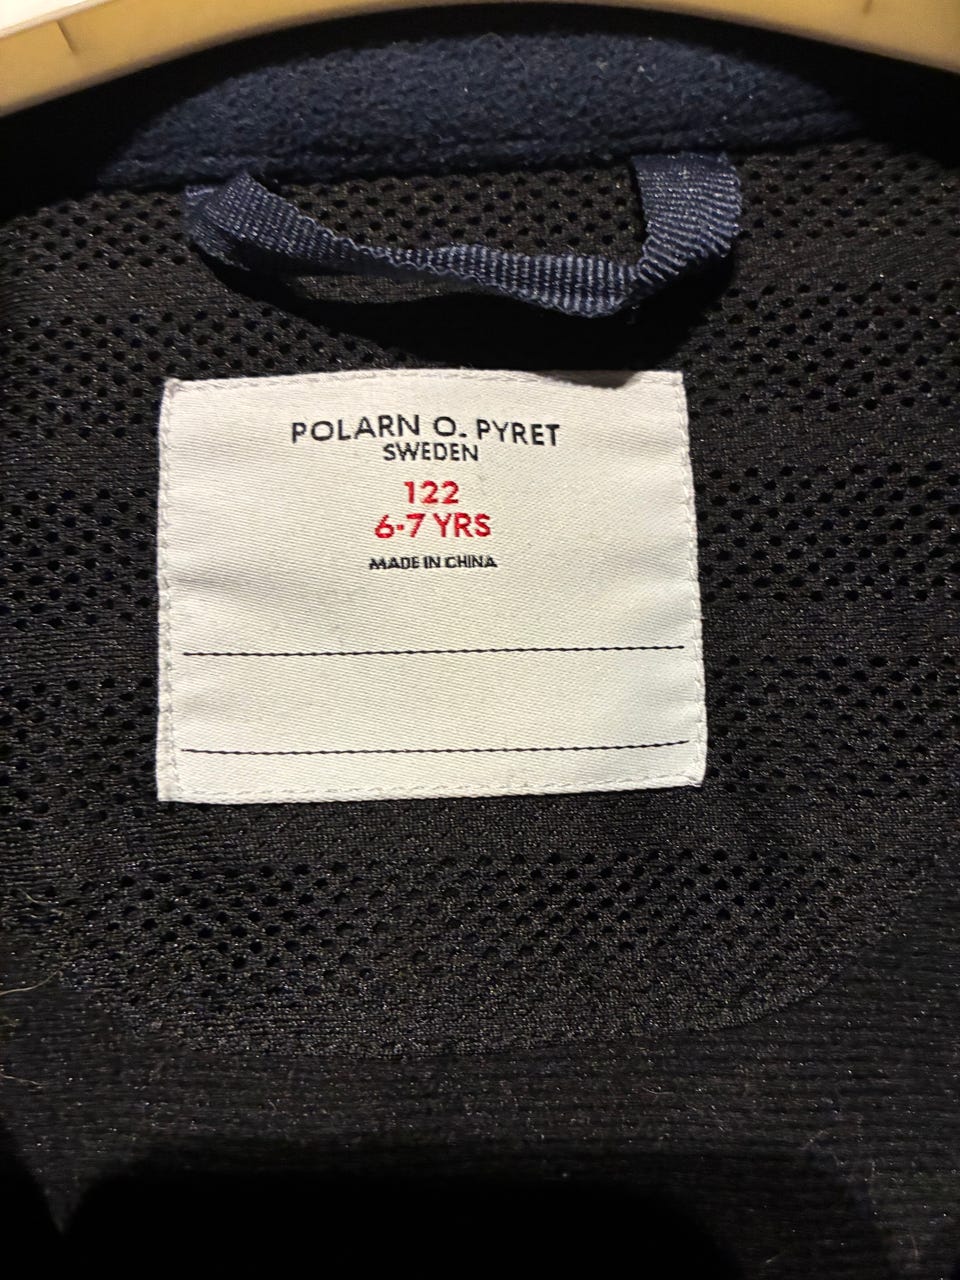 POLARN O. PYRET
SWEDEN
122
6-7 YRS
MADE IN CHINA